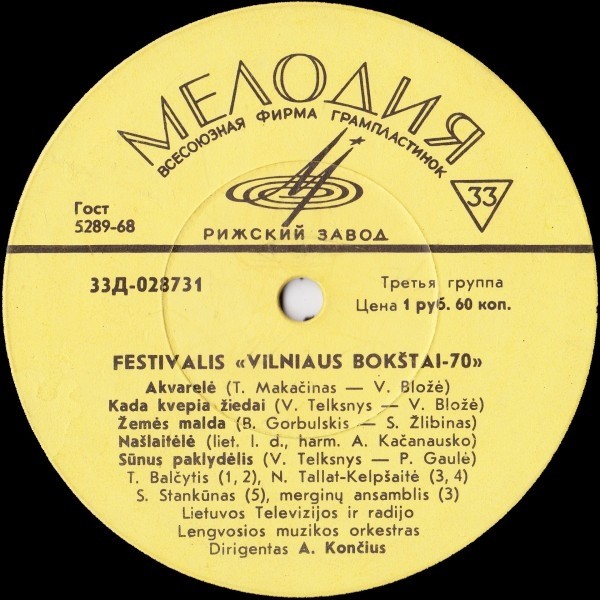 МЕЛОДИЯ
ВСЕСОЮЗНАЯ ФИРМА ГРАМПЛАСТИНОК
33
Гост
5289-68
РИЖСКИЙ ЗАВОД
33Д-028731
Третья группа
Цена 1 руб. 60 коп.
FESTIVALIS «VILNIAUS BOKŠTAI-70»
Akvarelė (T. Makačinas — V. Bložė)
Kada kvepia žiedai (V. Telksnys — V. Bložė)
Žemės malda (B. Gorbulskis — S. Žlibinas)
Našlaitėlė (liet. l. d., harm. A. Kačanausko)
Sūnus paklydėlis (V. Telksnys — P. Gaulė)
T. Balčytis (1, 2), N. Tallat-Kelpšaitė (3, 4)
S. Stankūnas (5), merginų ansamblis (3)
Lietuvos Televizijos ir radijo
Lengvosios muzikos orkestras
Dirigentas A. Končius